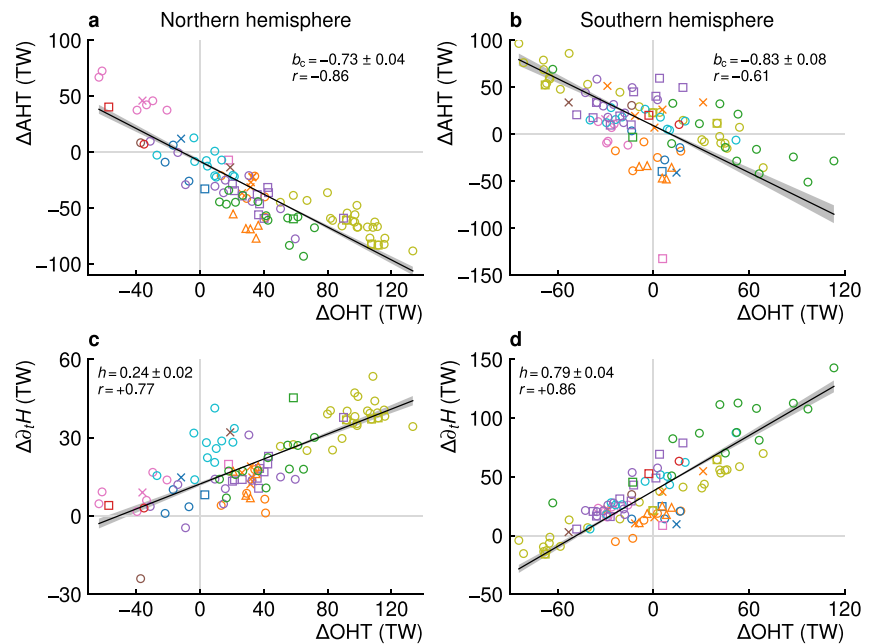 a Northern hemisphere
b Southern hemisphere
ΔAHT (TW)
100
50
0
−50
−100
b_c = −0.73 ± 0.04
r = −0.86
−40 0 40 80 120
ΔOHT (TW)
ΔAHT (TW)
100
50
0
−50
−100
−150
b_c = −0.83 ± 0.08
r = −0.61
−60 0 60 120
ΔOHT (TW)
c
Δ∂_tH (TW)
60
30
0
−30
h = 0.24 ± 0.02
r = +0.77
−40 0 40 80 120
ΔOHT (TW)
d
Δ∂_tH (TW)
150
100
50
0
−50
h = 0.79 ± 0.04
r = +0.86
−60 0 60 120
ΔOHT (TW)